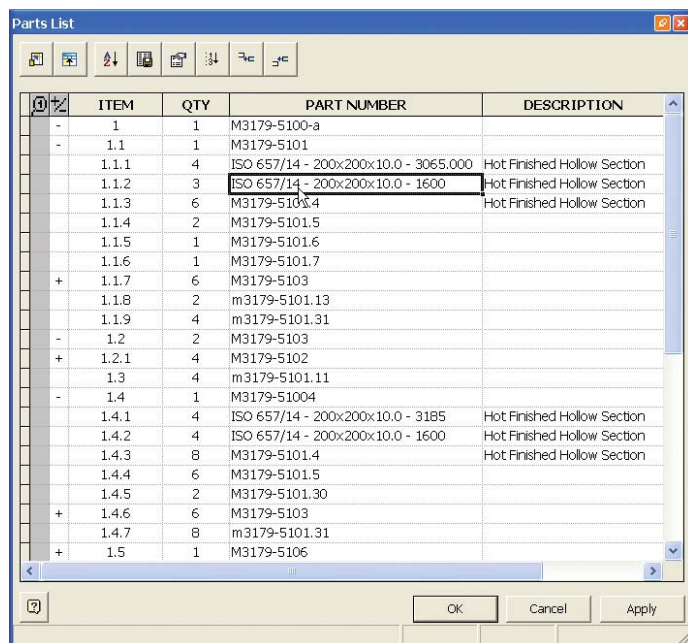 Parts List
ITEM QTY PART NUMBER DESCRIPTION
- 1 1 M3179-5100-a
- 1.1 1 M3179-5101
1.1.1 4 ISO 657/14 - 200x200x10.0 - 3065.000 Hot Finished Hollow Section
1.1.2 3 ISO 657/14 - 200x200x10.0 - 1600 Hot Finished Hollow Section
1.1.3 6 M3179-5101.4 Hot Finished Hollow Section
1.1.4 2 M3179-5101.5
1.1.5 1 M3179-5101.6
1.1.6 1 M3179-5101.7
+ 1.1.7 6 M3179-5103
1.1.8 2 m3179-5101.13
1.1.9 4 m3179-5101.31
- 1.2 2 M3179-5103
+ 1.2.1 4 M3179-5102
1.3 4 m3179-5101.11
- 1.4 1 M3179-51004
1.4.1 4 ISO 657/14 - 200x200x10.0 - 3185 Hot Finished Hollow Section
1.4.2 4 ISO 657/14 - 200x200x10.0 - 1600 Hot Finished Hollow Section
1.4.3 8 M3179-5101.4 Hot Finished Hollow Section
1.4.4 6 M3179-5101.5
1.4.5 2 M3179-5101.30
+ 1.4.6 6 M3179-5103
1.4.7 8 m3179-5101.31
+ 1.5 1 M3179-5106
OK Cancel Apply